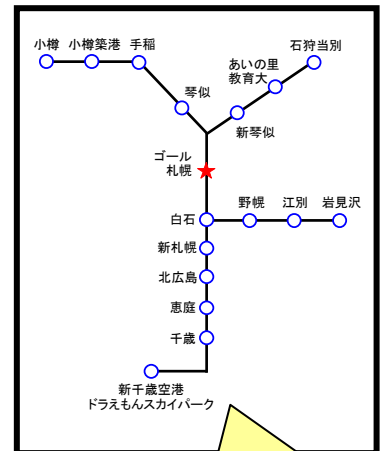 小樽
小樽築港
手稲
琴似
石狩当別
あいの里
教育大
新琴似
ゴール
札幌
白石
野幌
江別
岩見沢
新札幌
北広島
恵庭
千歳
新千歳空港
ドラえもんスカイパーク